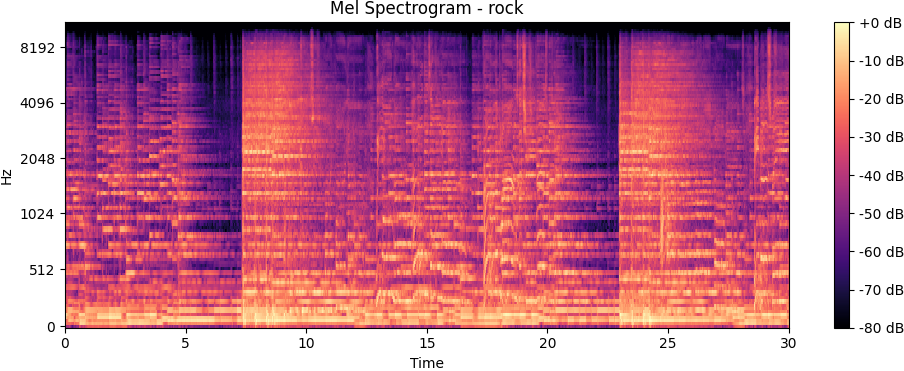 Mel Spectrogram - rock
8192
4096
2048
1024
512
0
Hz
0 5 10 15 20 25 30
Time
+0 dB
-10 dB
-20 dB
-30 dB
-40 dB
-50 dB
-60 dB
-70 dB
-80 dB